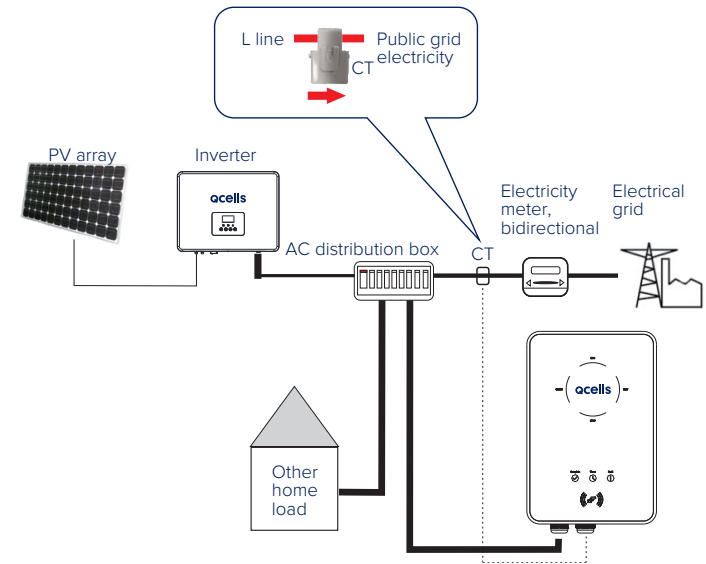 L line
Public grid
electricity
CT
PV array
Inverter
qcells
Electricity
meter,
bidirectional
Electrical
grid
AC distribution box
CT
qcells
Other
home
load